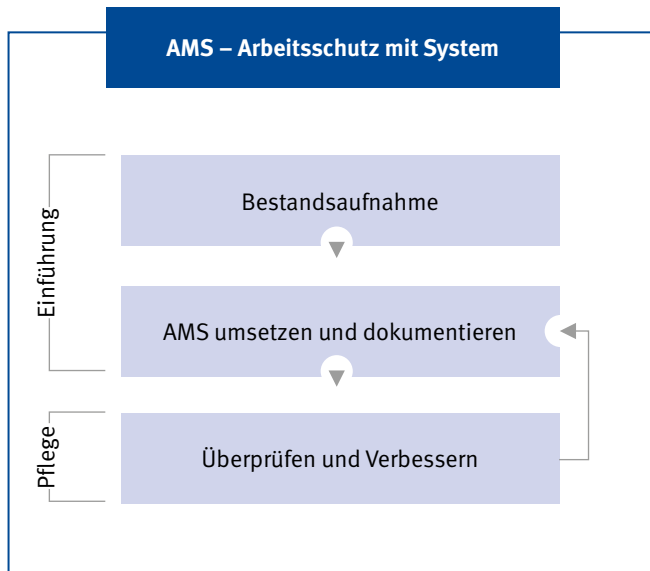 AMS – Arbeitsschutz mit System
Einführung
Bestandsaufnahme
AMS umsetzen und dokumentieren
Pflege
Überprüfen und Verbessern